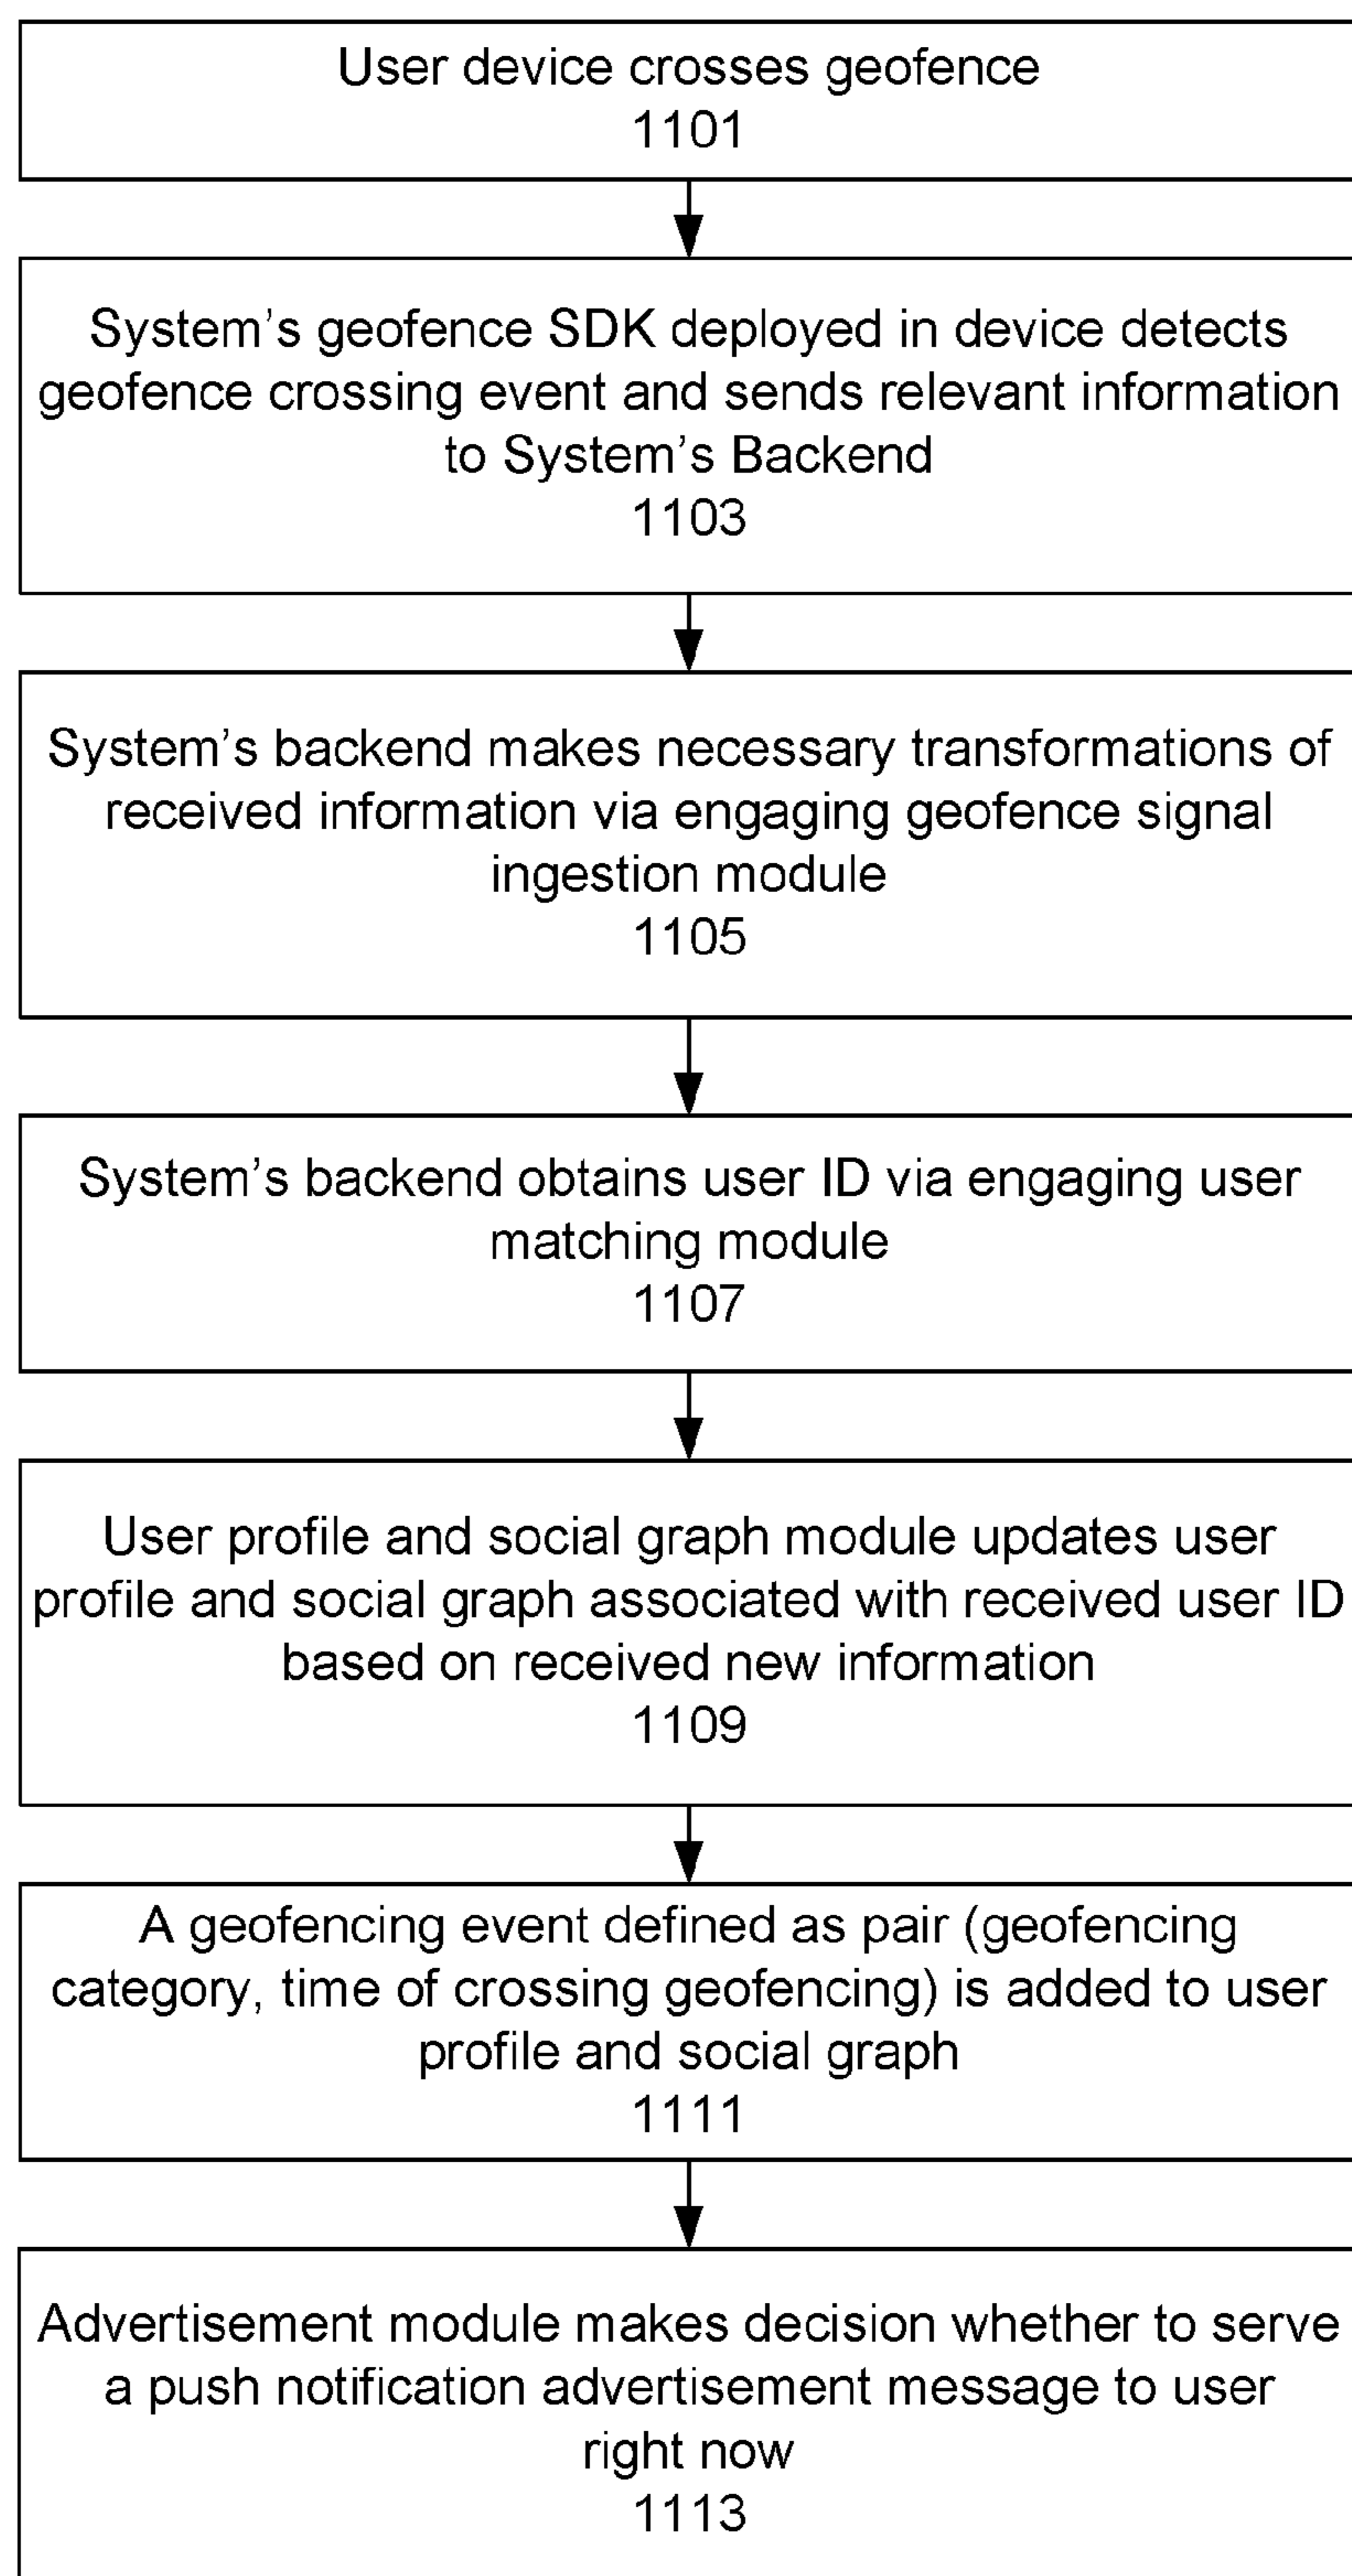 User device crosses geofence
1101
System’s geofence SDK deployed in device detects
geofence crossing event and sends relevant information
to System’s Backend
1103
System’s backend makes necessary transformations of
received information via engaging geofence signal
ingestion module
1105
System’s backend obtains user ID via engaging user
matching module
1107
User profile and social graph module updates user
profile and social graph associated with received user ID
based on received new information
1109
A geofencing event defined as pair (geofencing
category, time of crossing geofencing) is added to user
profile and social graph
1111
Advertisement module makes decision whether to serve
a push notification advertisement message to user
right now
1113